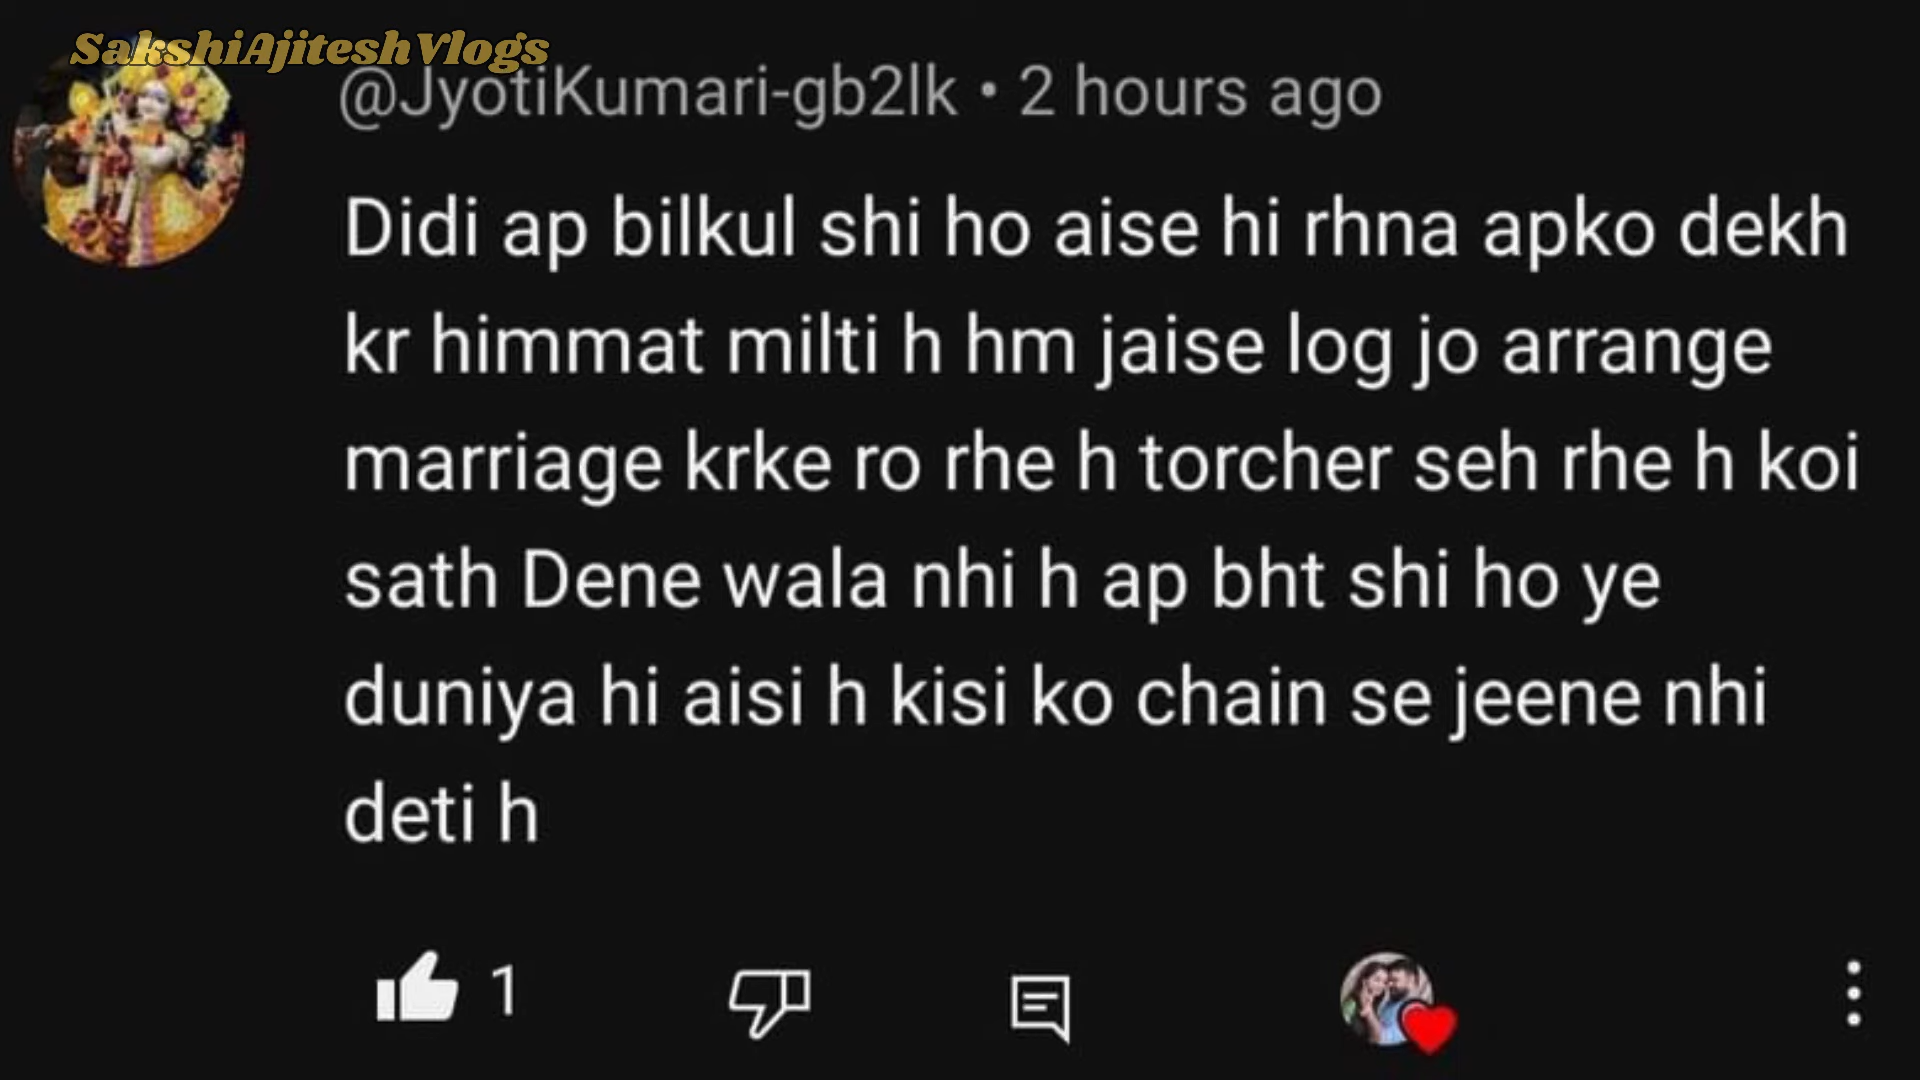 SakshiAjitesh Vlogs
@JyotiKumari-gb2lk • 2 hours ago
Didi ap bilkul shi ho aise hi rhna apko dekh
kr himmat milti h hm jaise log jo arrange
marriage krke ro rhe h torcher seh rhe h koi
sath Dene wala nhi h ap bht shi ho ye
duniya hi aisi h kisi ko chain se jeene nhi
deti h
1